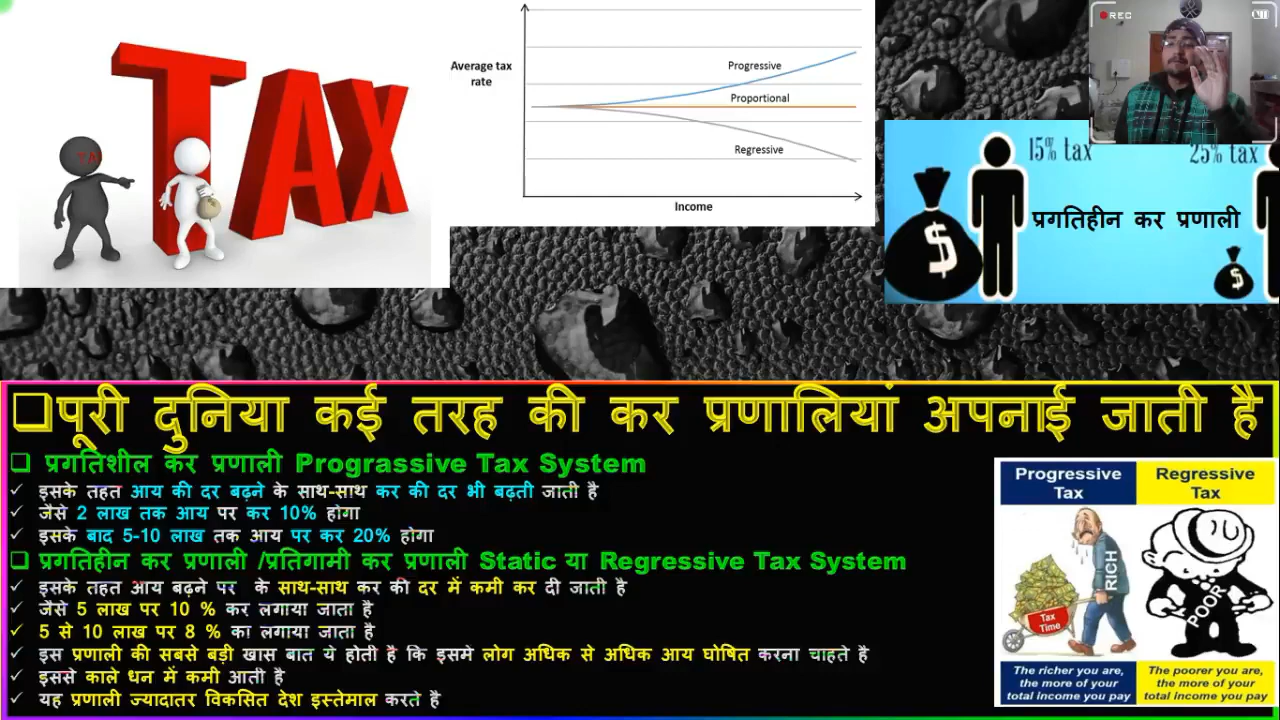 TAX
TAX
Average tax
rate
Progressive
Proportional
Regressive
Income
REC
15% tax
25% tax
प्रगतिहीन कर प्रणाली
पूरी दुनिया कई तरह की कर प्रणालियां अपनाई जाती है
प्रगतिशील कर प्रणाली Prograssive Tax System
इसके तहत आय की दर बढ़ने के साथ-साथ कर की दर भी बढ़ती जाती है
जैसे 2 लाख तक आय पर कर 10% होगा
इसके बाद 5-10 लाख तक आय पर कर 20% होगा
प्रगतिहीन कर प्रणाली /प्रतिगामी कर प्रणाली Static या Regressive Tax System
इसके तहत आय बढ़ने पर के साथ-साथ कर की दर में कमी कर दी जाती है
जैसे 5 लाख पर 10 % कर लगाया जाता है
5 से 10 लाख पर 8 % का लगाया जाता है
इस प्रणाली की सबसे बड़ी खास बात ये होती है कि इसमे लोग अधिक से अधिक आय घोषित करना चाहते है
इससे काले धन में कमी आती है
यह प्रणाली ज्यादातर विकसित देश इस्तेमाल करते है
Progressive
Tax
RICH
Tax
Time
The richer you are,
the more of your
total income you pay
Regressive
Tax
POOR
The poorer you are,
the more of your
total income you pay